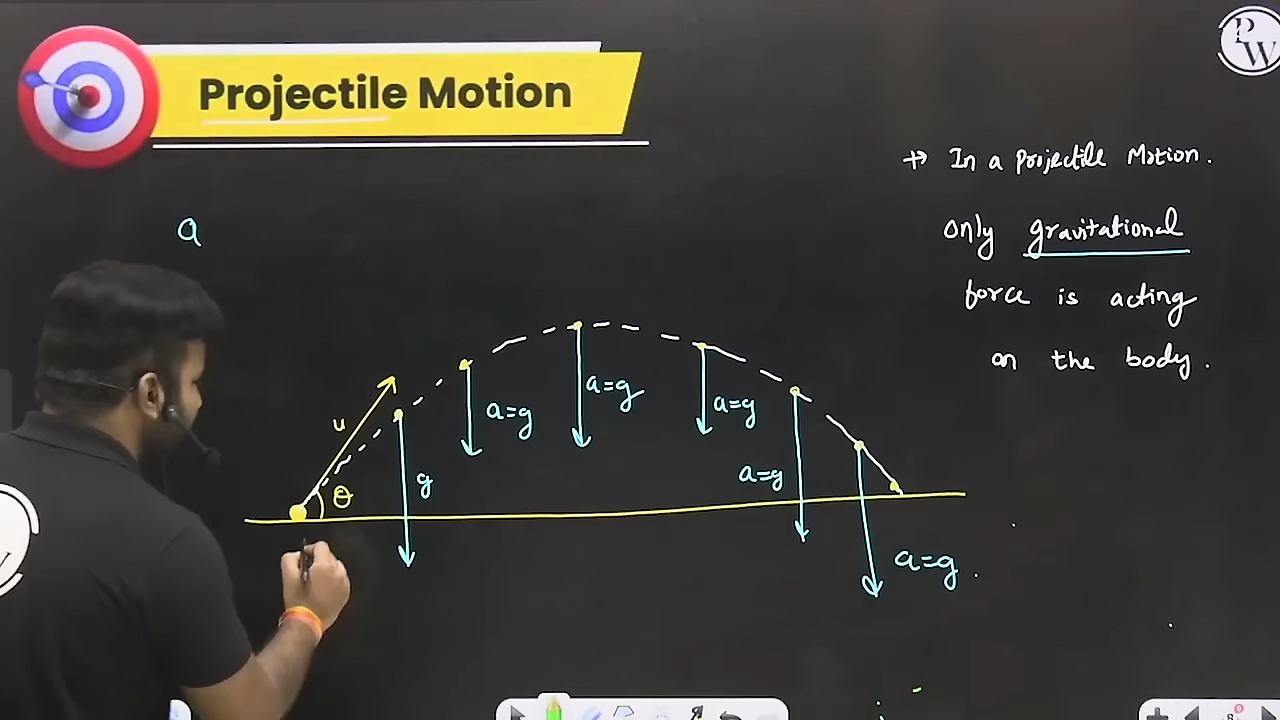 Projectile Motion
PW
↦ In a Projectile Motion.
only gravitational
force is acting
on the body.
a
u
θ
g
a=g
a=g
a=g
a=g
a=g.